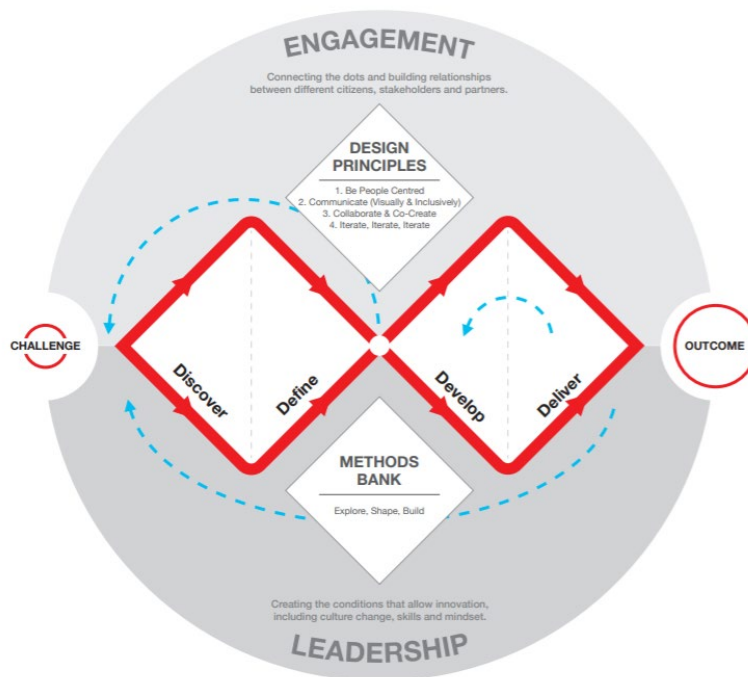 ENGAGEMENT
Connecting the dots and building relationships
between different citizens, stakeholders and partners.
DESIGN
PRINCIPLES
1. Be People Centred
2. Communicate (Visually & Inclusively)
3. Collaborate & Co-Create
4. Iterate, Iterate, Iterate
CHALLENGE
OUTCOME
Discover
Define
Develop
Deliver
METHODS
BANK
Explore, Shape, Build
Creating the conditions that allow innovation,
including culture change, skills and mindset.
LEADERSHIP